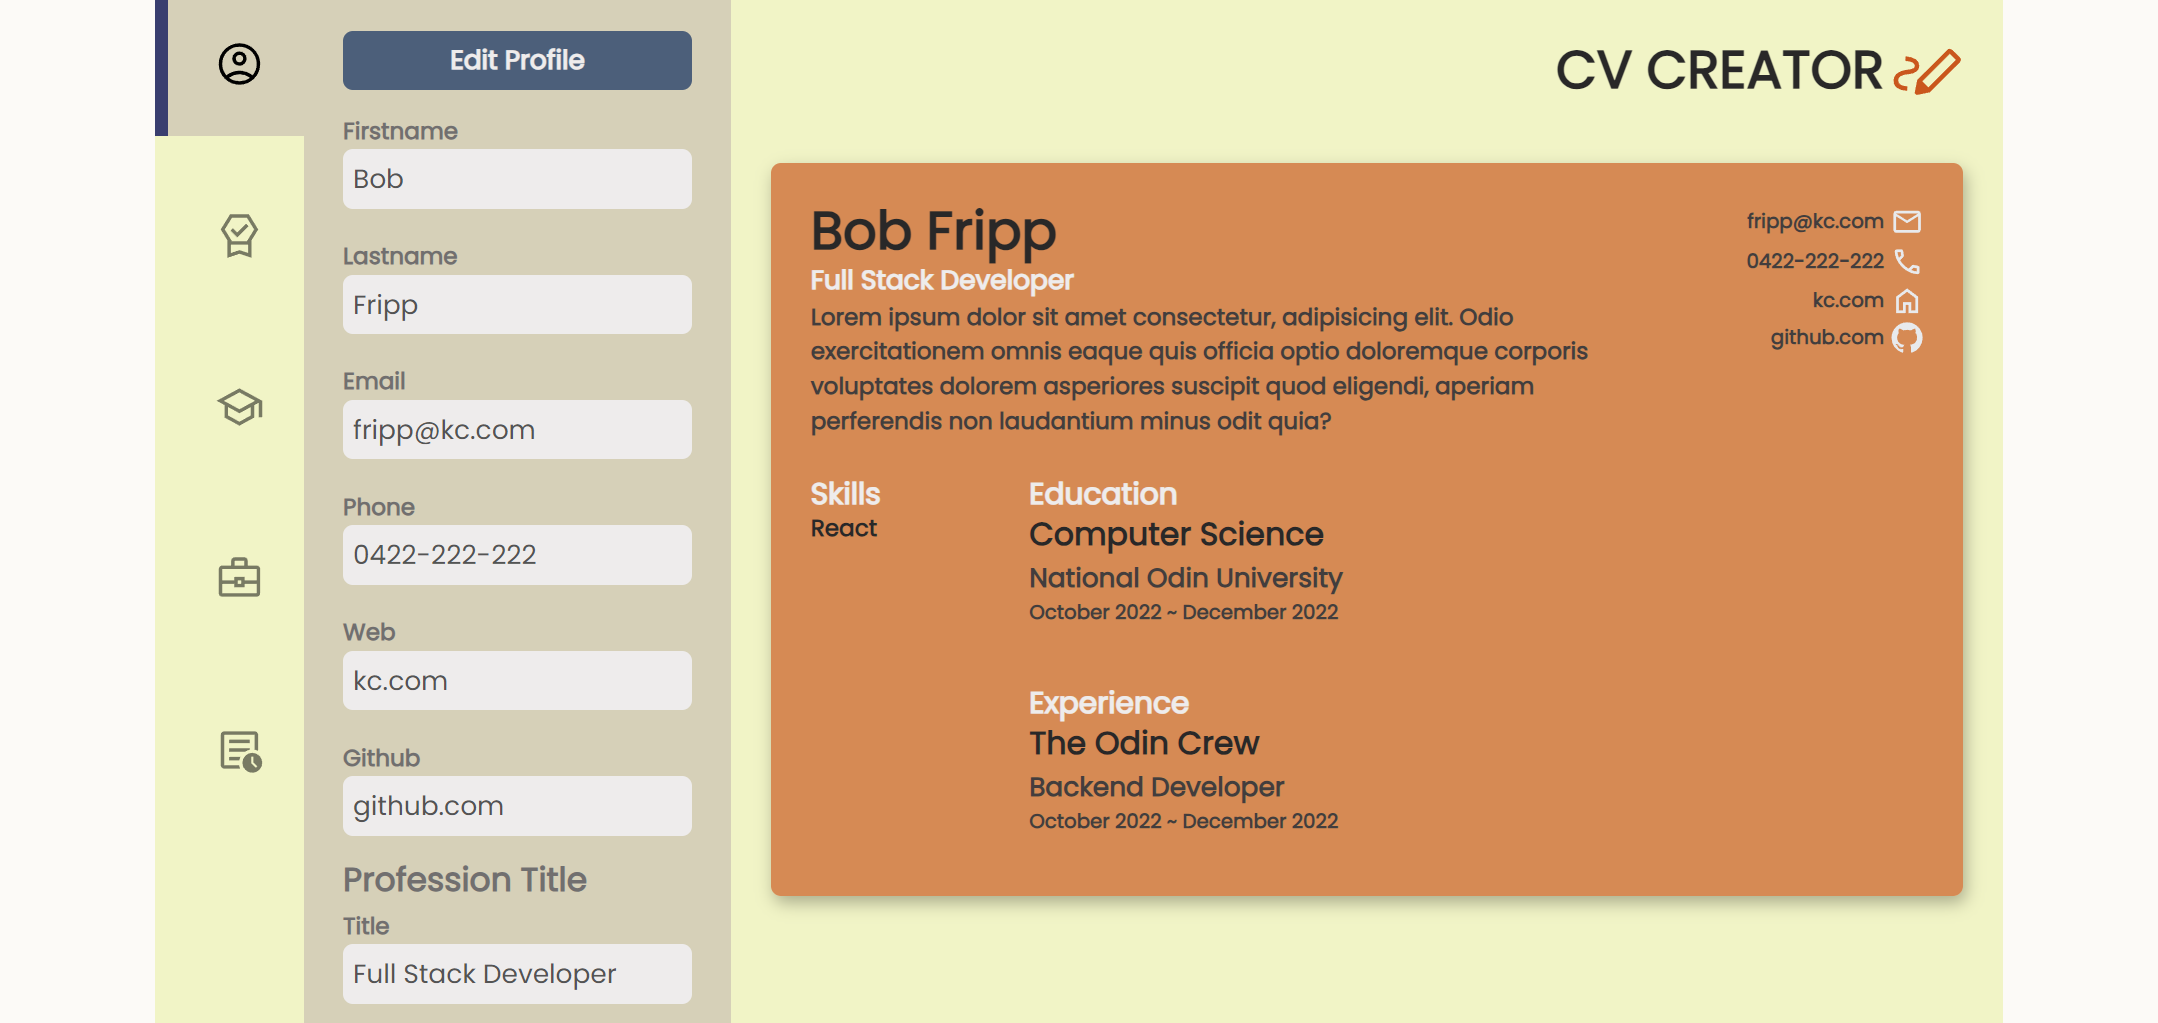 Edit Profile
Firstname
Bob
Lastname
Fripp
Email
fripp@kc.com
Phone
0422-222-222
Web
kc.com
Github
github.com
Profession Title
Title
Full Stack Developer
CV CREATOR
Bob Fripp
Full Stack Developer
Lorem ipsum dolor sit amet consectetur, adipisicing elit. Odio
exercitationem omnis eaque quis officia optio doloremque corporis
voluptates dolorem asperiores suscipit quod eligendi, aperiam
perferendis non laudantium minus odit quia?
fripp@kc.com
0422-222-222
kc.com
github.com
Skills
React
Education
Computer Science
National Odin University
October 2022 ~ December 2022
Experience
The Odin Crew
Backend Developer
October 2022 ~ December 2022